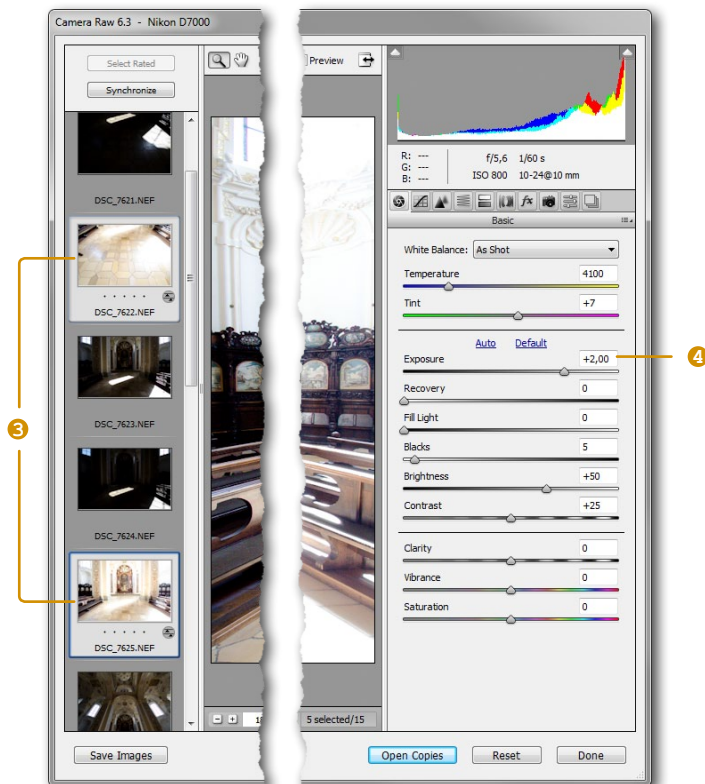 Camera Raw 6.3 - Nikon D7000
Select Rated
Synchronize
DSC_7621.NEF
DSC_7622.NEF
DSC_7623.NEF
DSC_7624.NEF
DSC_7625.NEF
❸
Preview
5 selected/15
R: ---
G: ---
B: ---
f/5,6 1/60 s
ISO 800 10-24@10 mm
fx
Basic
White Balance: As Shot
Temperature 4100
Tint +7
Auto Default
Exposure +2,00
❹
Recovery 0
Fill Light 0
Blacks 5
Brightness +50
Contrast +25
Clarity 0
Vibrance 0
Saturation 0
Save Images
Open Copies
Reset
Done